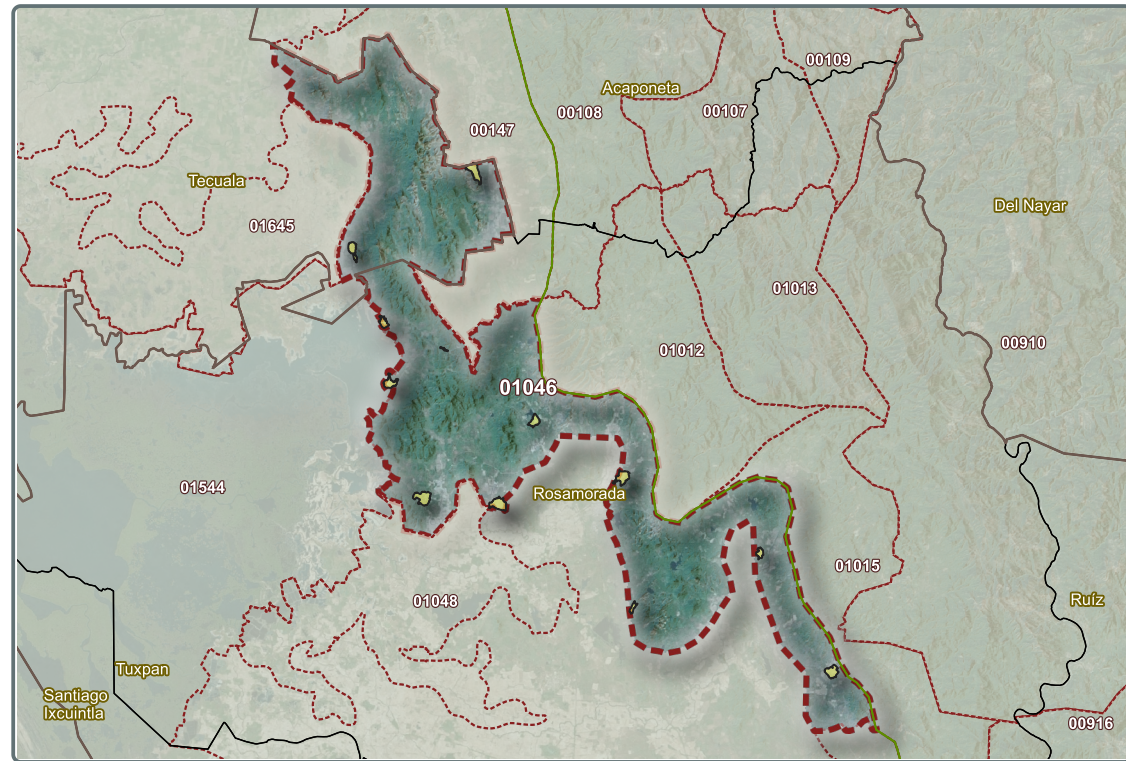 00109
Acaponeta
00107
00108
00147
Tecuala
Del Nayar
01645
01013
00910
01012
01046
01544
Rosamorada
01015
01048
Ruíz
Tuxpan
Santiago
Ixcuintla
00916